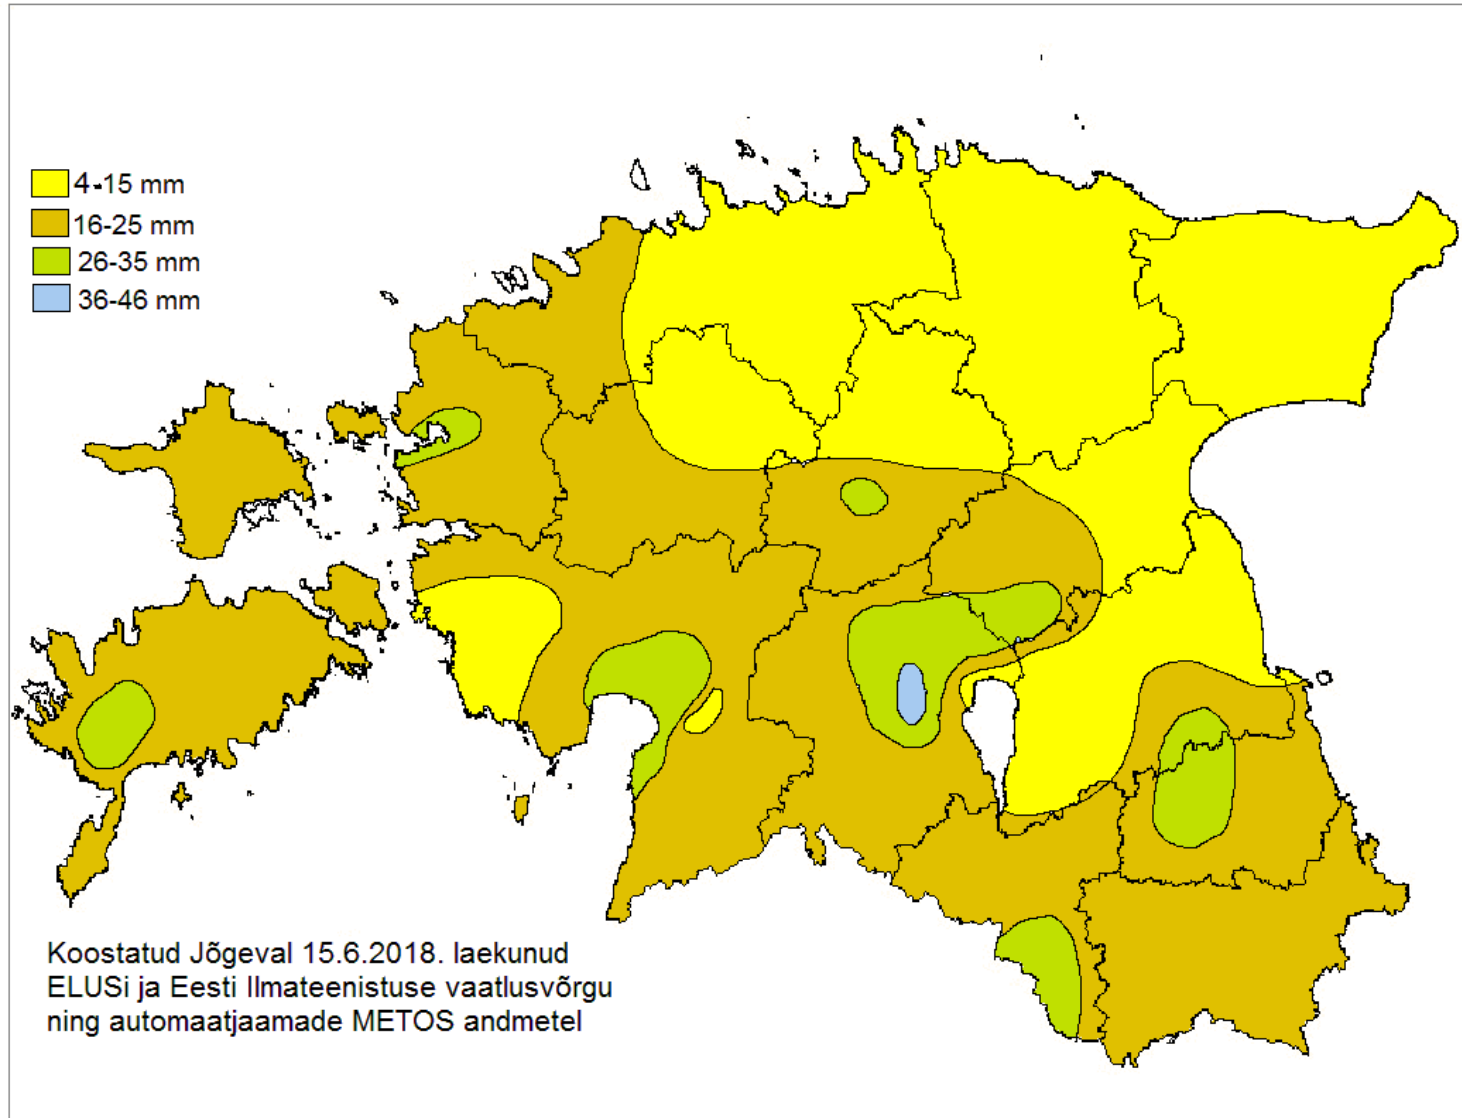 4-15 mm
16-25 mm
26-35 mm
36-46 mm
Koostatud Jõgeval 15.6.2018. laekunud
ELUSi ja Eesti Ilmateenistuse vaatlusvõrgu
ning automaatjaamade METOS andmetel